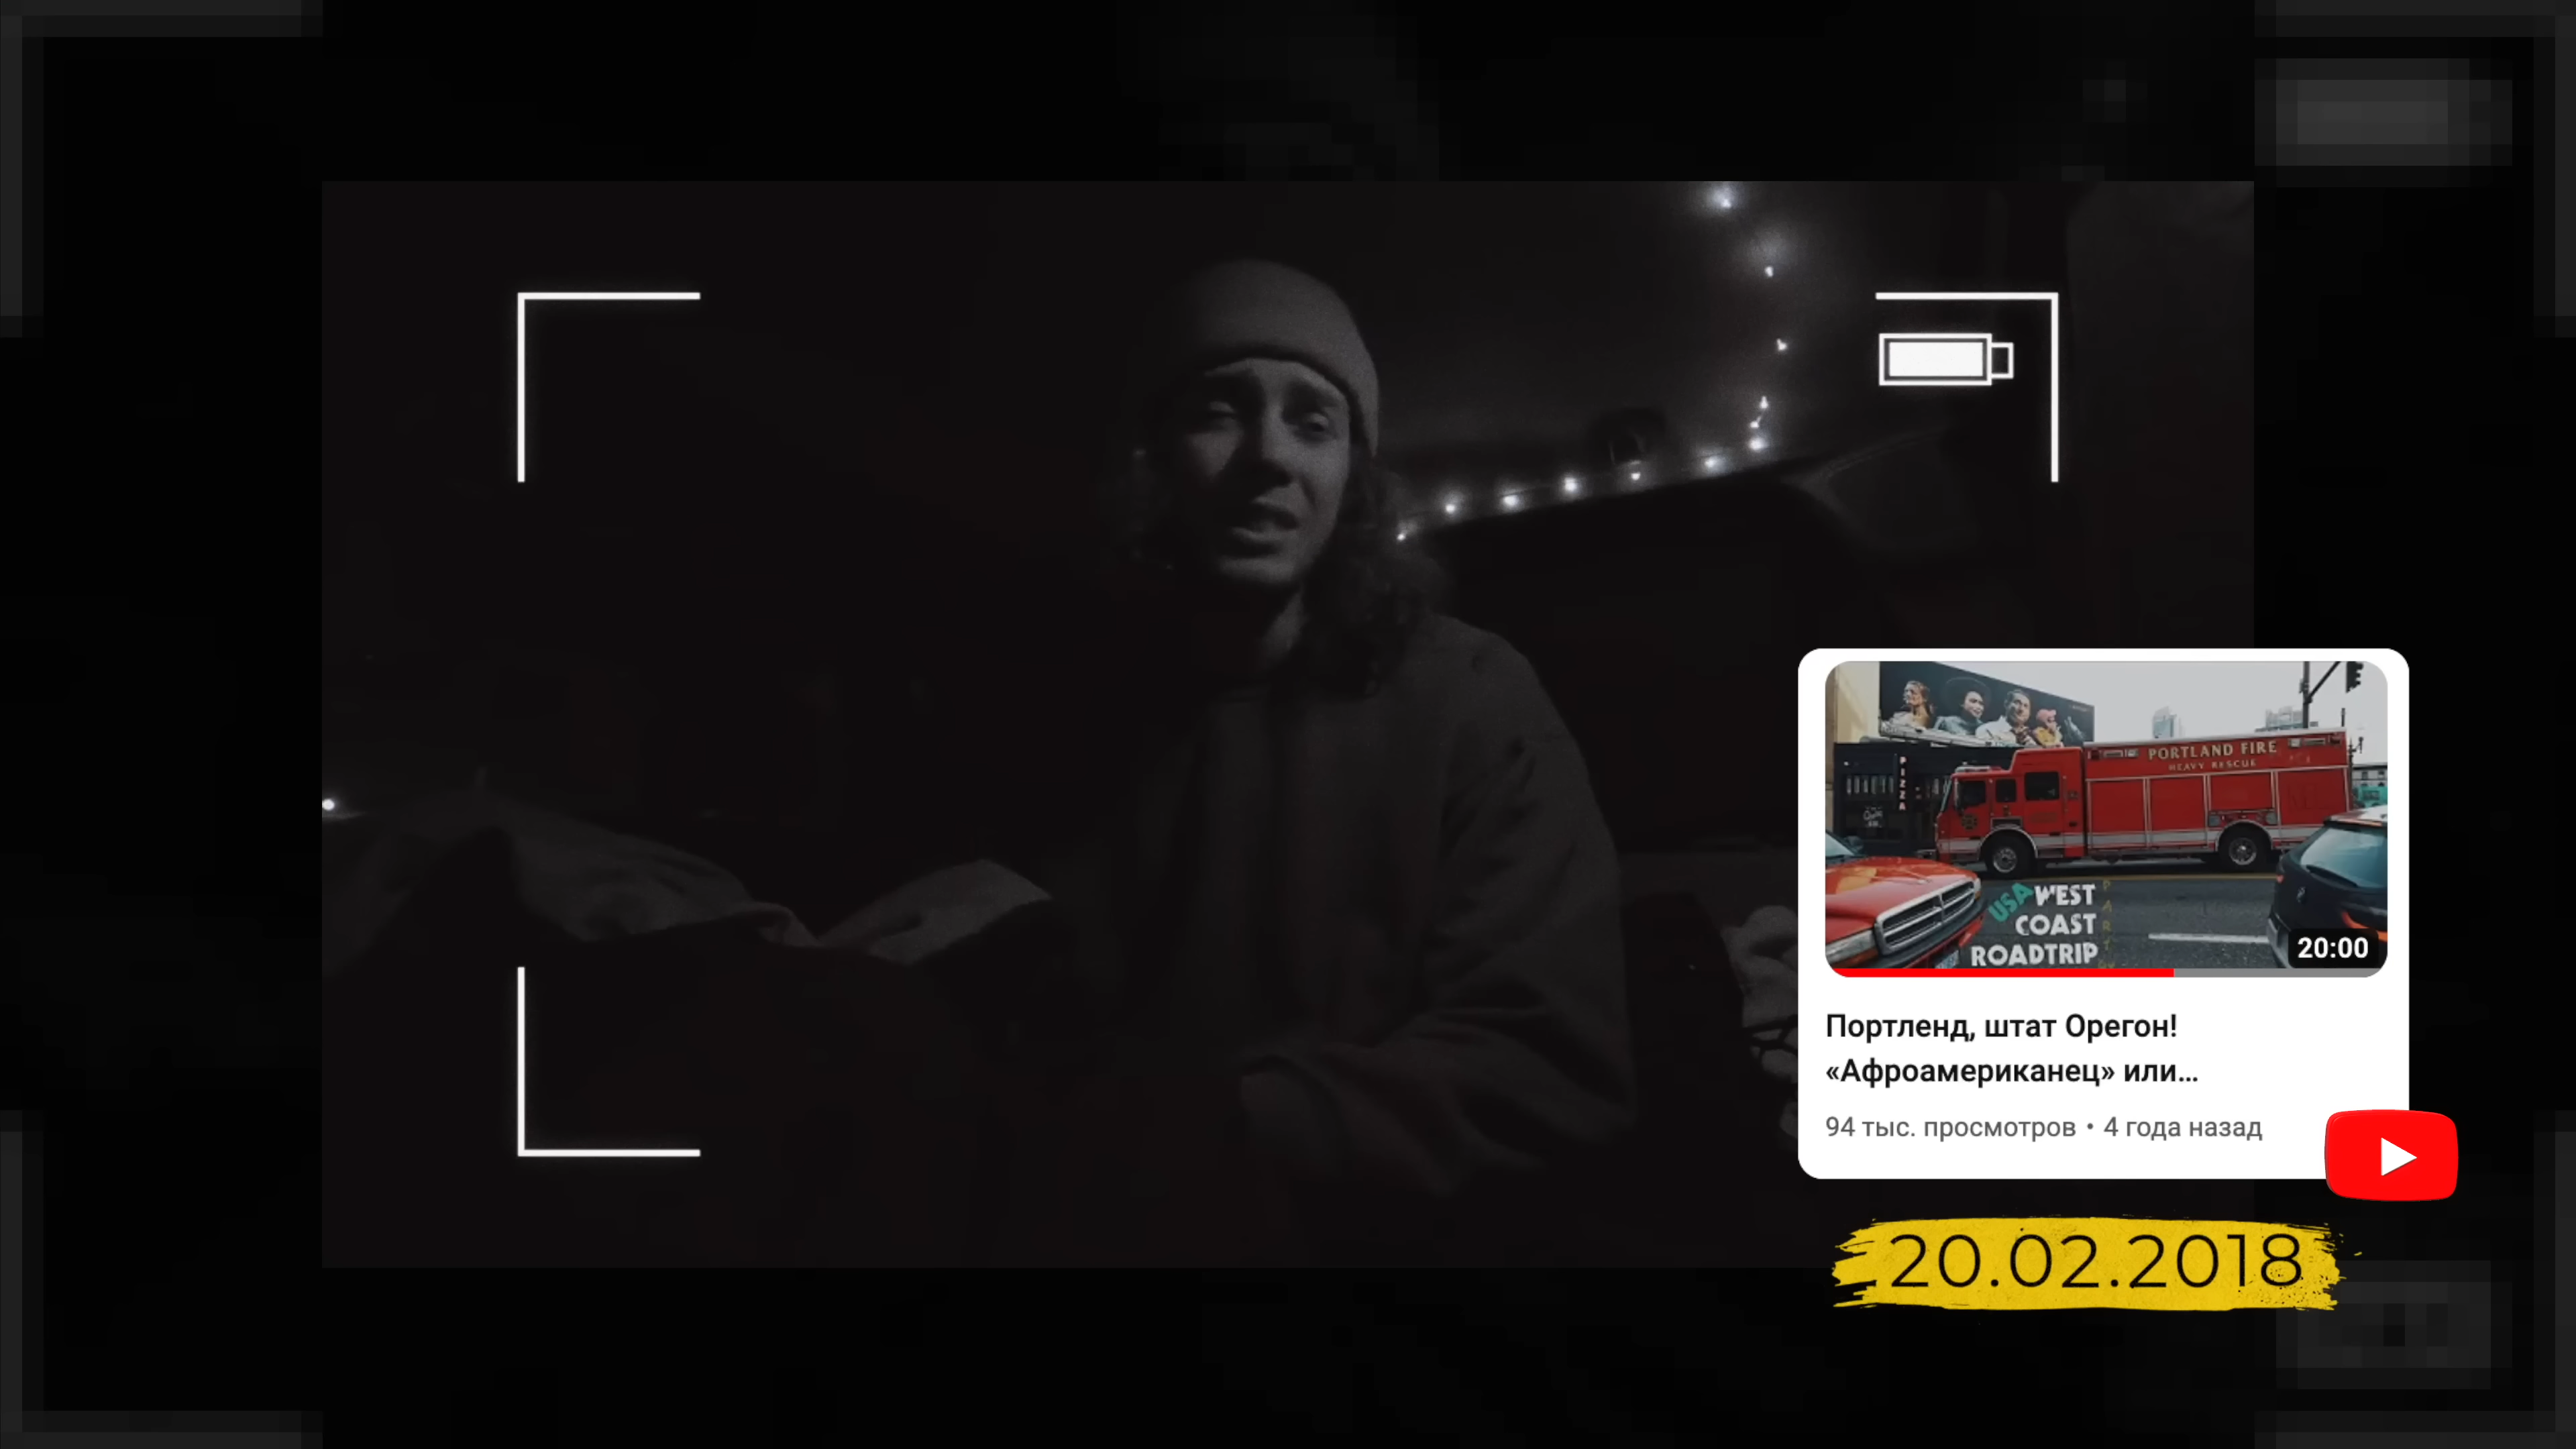 PORTLAND FIRE
HEAVY RESCUE
PIZZA
USA WEST
COAST
ROADTRIP
20:00
Портленд, штат Орегон!
«Афроамериканец» или...
94 тыс. просмотров • 4 года назад
20.02.2018